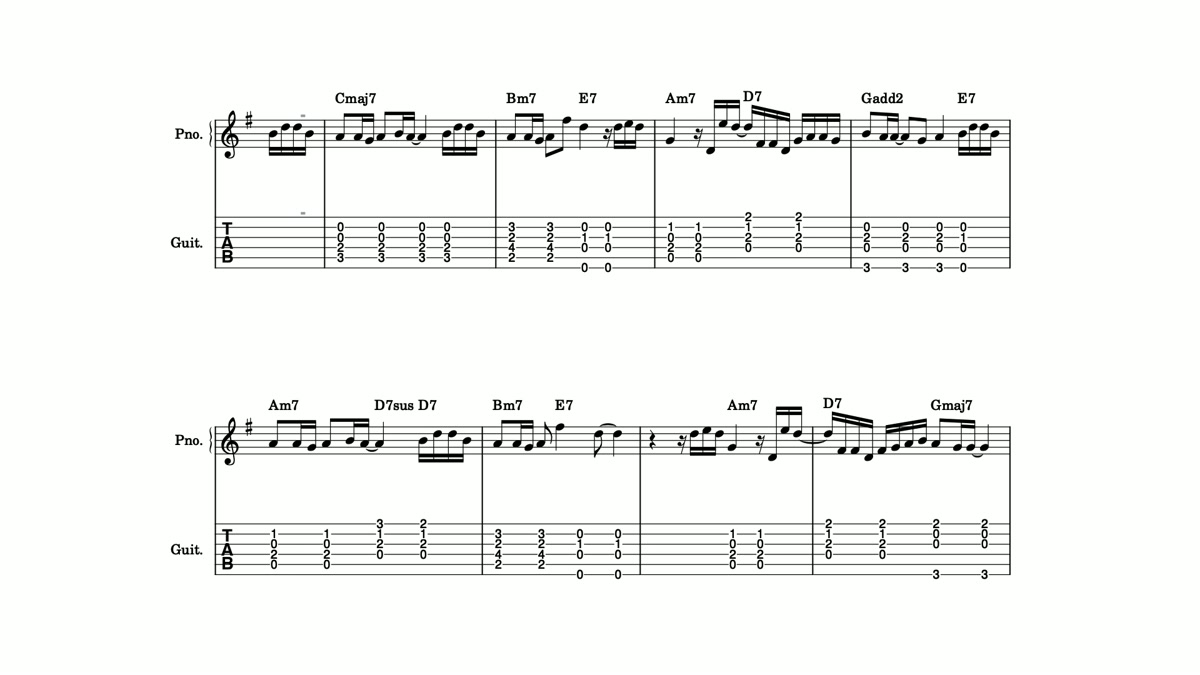 Cmaj7 Bm7 E7 Am7 D7 Gadd2 E7
Pno.
2 2
0 0 0 0 3 3 0 0 1 1 1 1 0 0 0 0
T
0 0 0 0 2 2 1 1 0 0 2 2 2 2 2 1
Guit. A
2 2 2 2 4 4 0 0 2 2 0 0 0 0 0 0
B
3 3 3 3 2 2 0 0
0 0 3 3 3 0
Am7 D7sus D7 Bm7 E7 Am7 D7 Gmaj7
Pno.
3 2 2 2 2 2
1 1 1 1 3 3 0 0 1 1 1 1 0 0
T
0 0 2 2 2 2 1 1 0 0 2 2 0 0
Guit. A
2 2 0 0 4 4 0 0 2 2 0 0
B
0 0 2 2 0 0
0 0 3 3